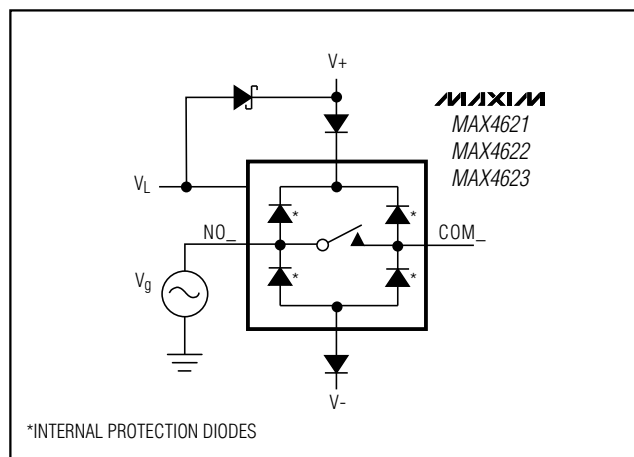 V+
MAXIM
MAX4621
MAX4622
MAX4623
VL
*
*
NO_
COM_
*
*
Vg
V-
*INTERNAL PROTECTION DIODES